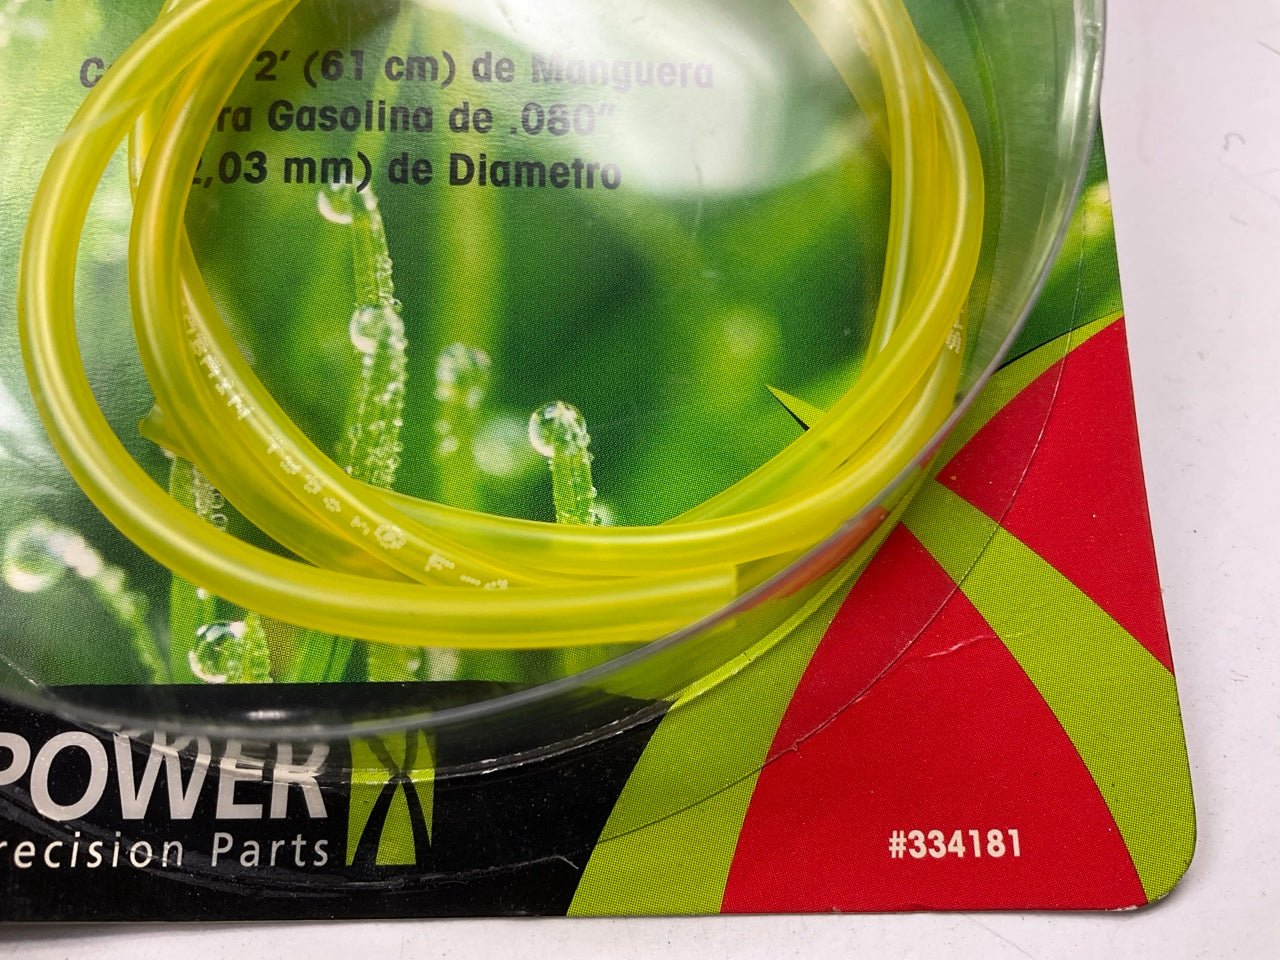 2' (61 cm) de Manguera
ra Gasolina de .080"
2,03 mm) de Diametro
POWER X
recision Parts
#334181